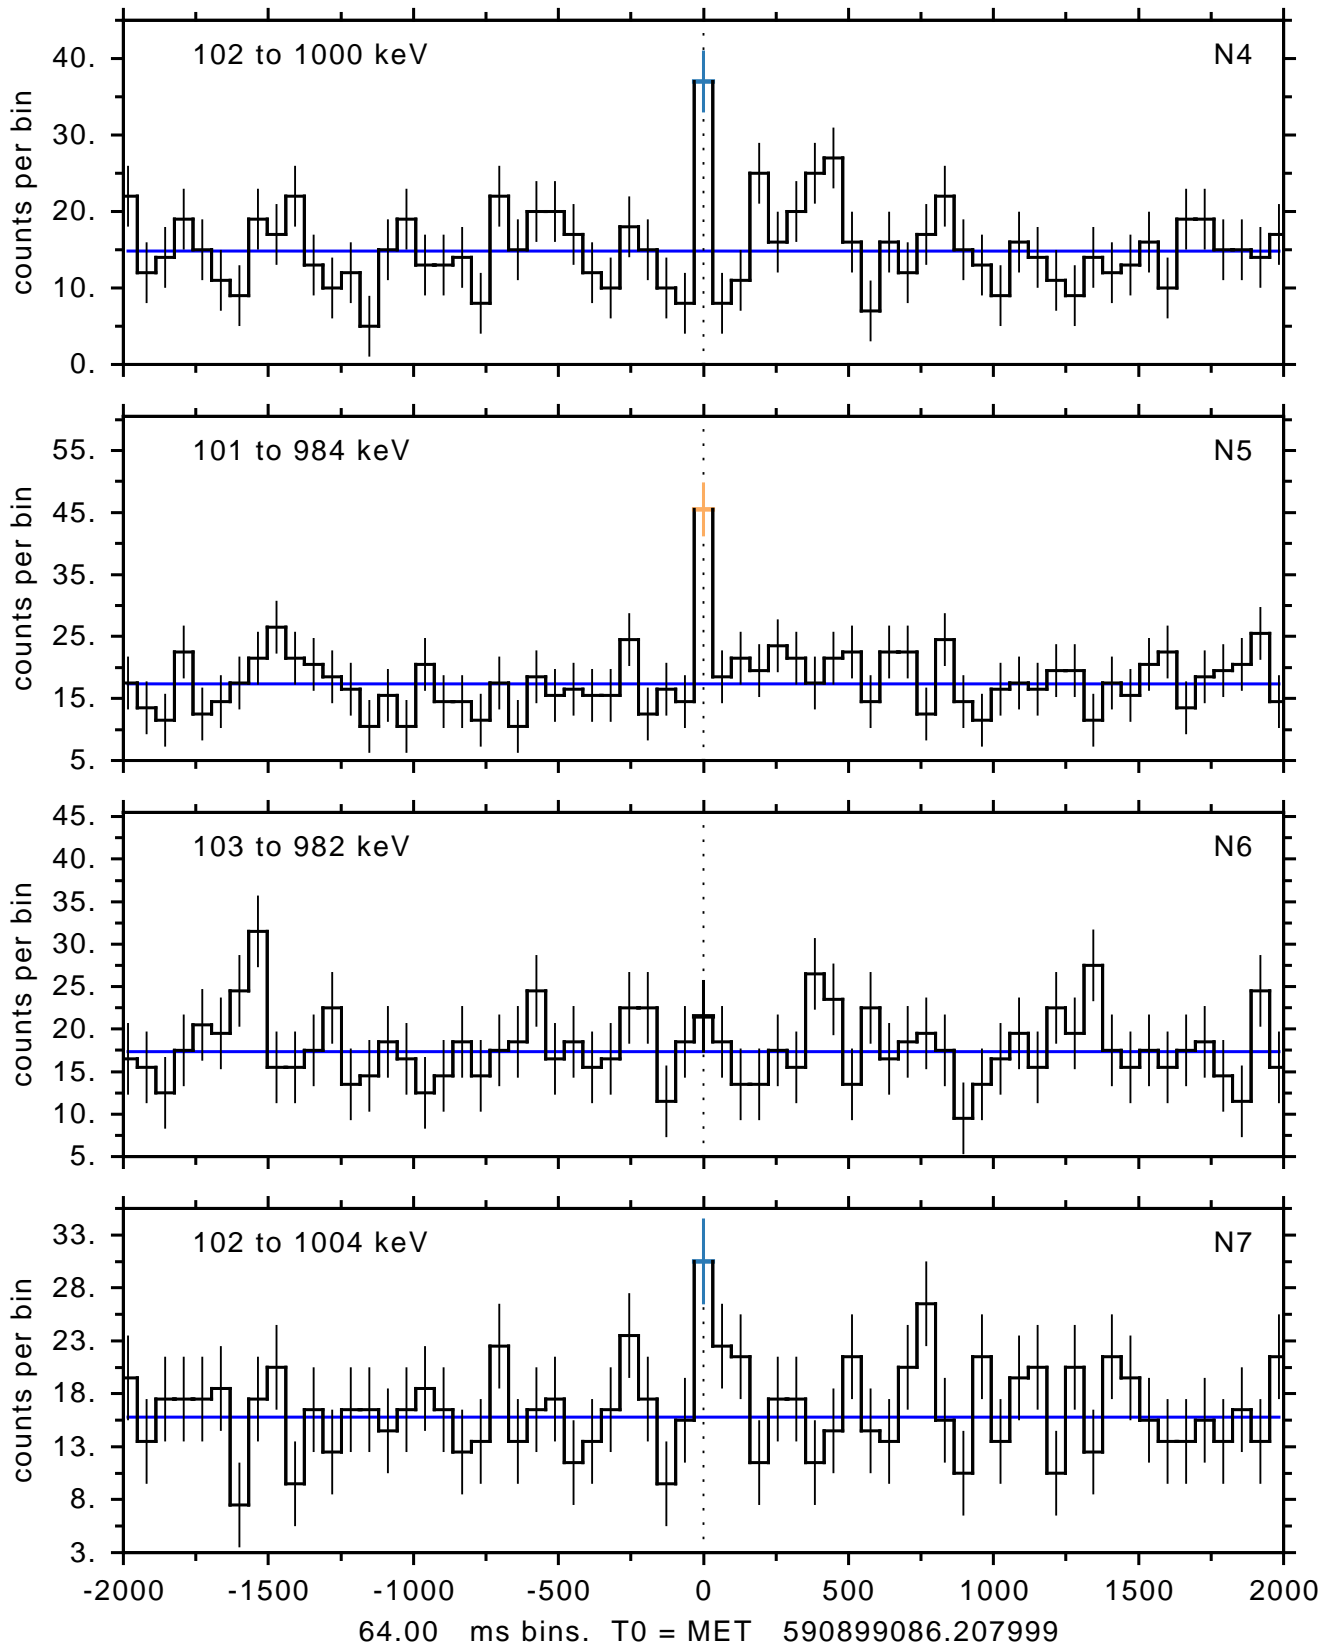 102 to 1000 keV N4
40.
30.
20.
10.
0.
counts per bin
101 to 984 keV N5
55.
45.
35.
25.
15.
5.
counts per bin
103 to 982 keV N6
45.
40.
35.
30.
25.
20.
15.
10.
5.
counts per bin
102 to 1004 keV N7
33.
28.
23.
18.
13.
8.
3.
counts per bin
-2000 -1500 -1000 -500 0 500 1000 1500 2000
64.00 ms bins. T0 = MET 590899086.207999